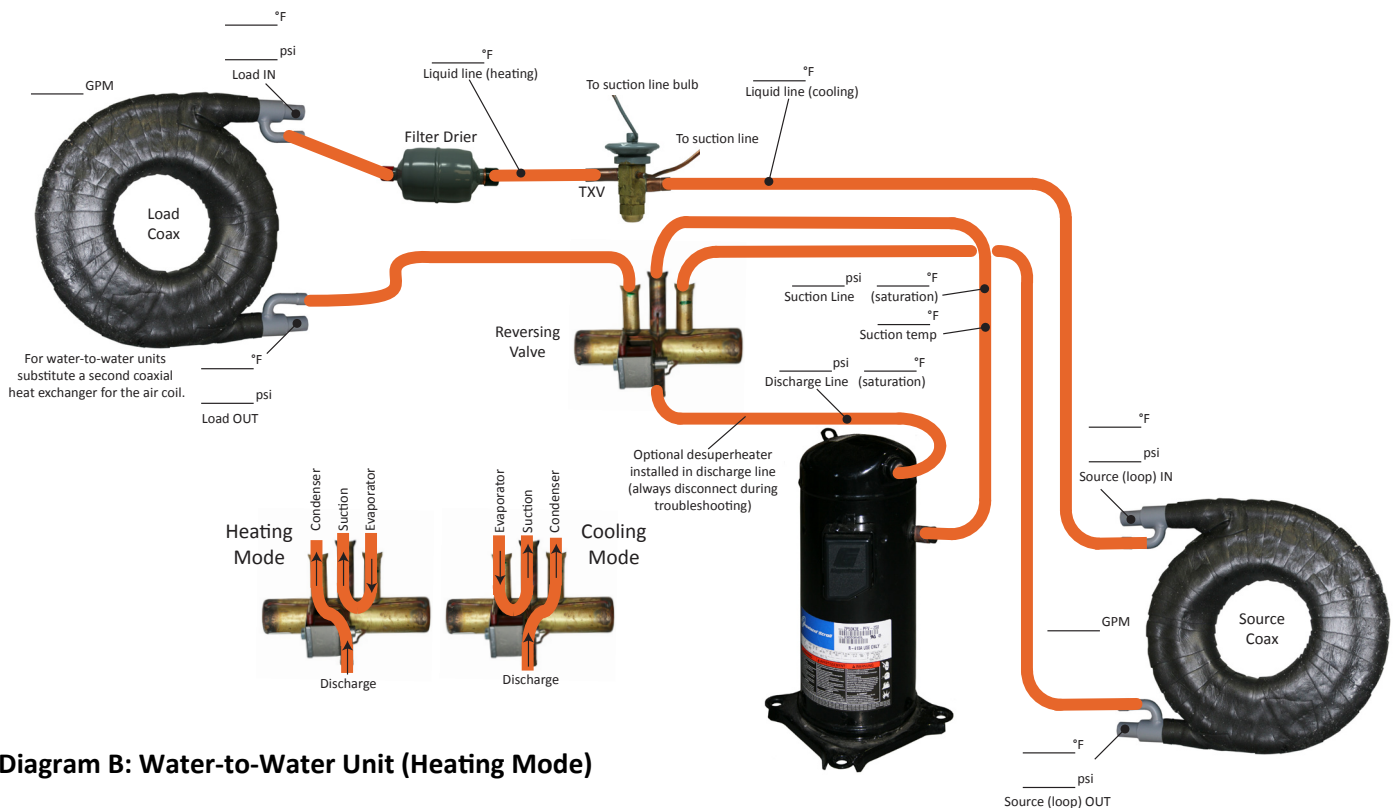 °F
psi
Load IN
GPM
°F
Liquid line (heating)
To suction line bulb
°F
Liquid line (cooling)
Filter Drier
To suction line
TXV
Load
Coax
psi °F
Suction Line (saturation)
°F
Suction temp
Reversing
Valve
psi °F
Discharge Line (saturation)
For water-to-water units
substitute a second coaxial
heat exchanger for the air coil.
°F
psi
Load OUT
Optional desuperheater
installed in discharge line
(always disconnect during
troubleshooting)
°F
psi
Source (loop) IN
Heating
Mode
Condenser
Suction
Evaporator
Discharge
Evaporator
Suction
Condenser
Cooling
Mode
Discharge
GPM
Source
Coax
°F
psi
Source (loop) OUT
Diagram B: Water-to-Water Unit (Heating Mode)